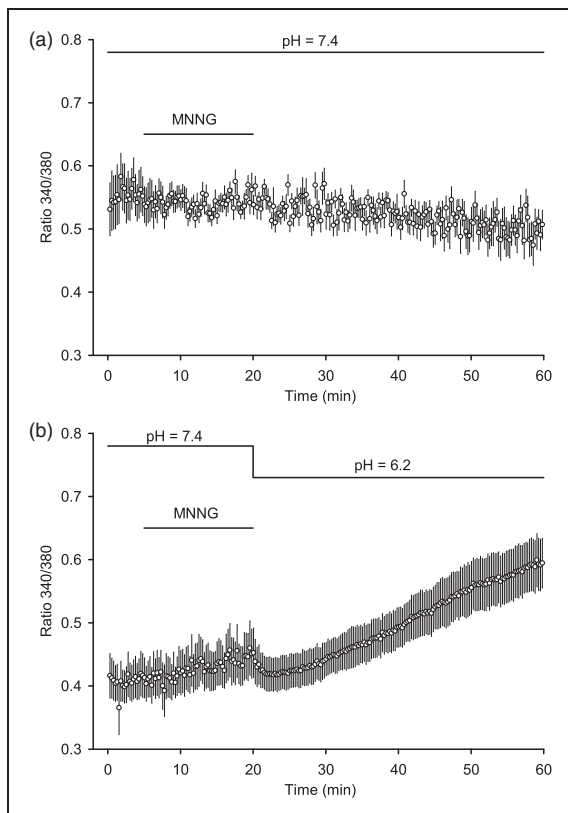 (a)
pH = 7.4
MNNG
Ratio 340/380
0.8
0.7
0.6
0.5
0.4
0.3
0 10 20 30 40 50 60
Time (min)
(b)
pH = 7.4
pH = 6.2
MNNG
Ratio 340/380
0.8
0.7
0.6
0.5
0.4
0.3
0 10 20 30 40 50 60
Time (min)